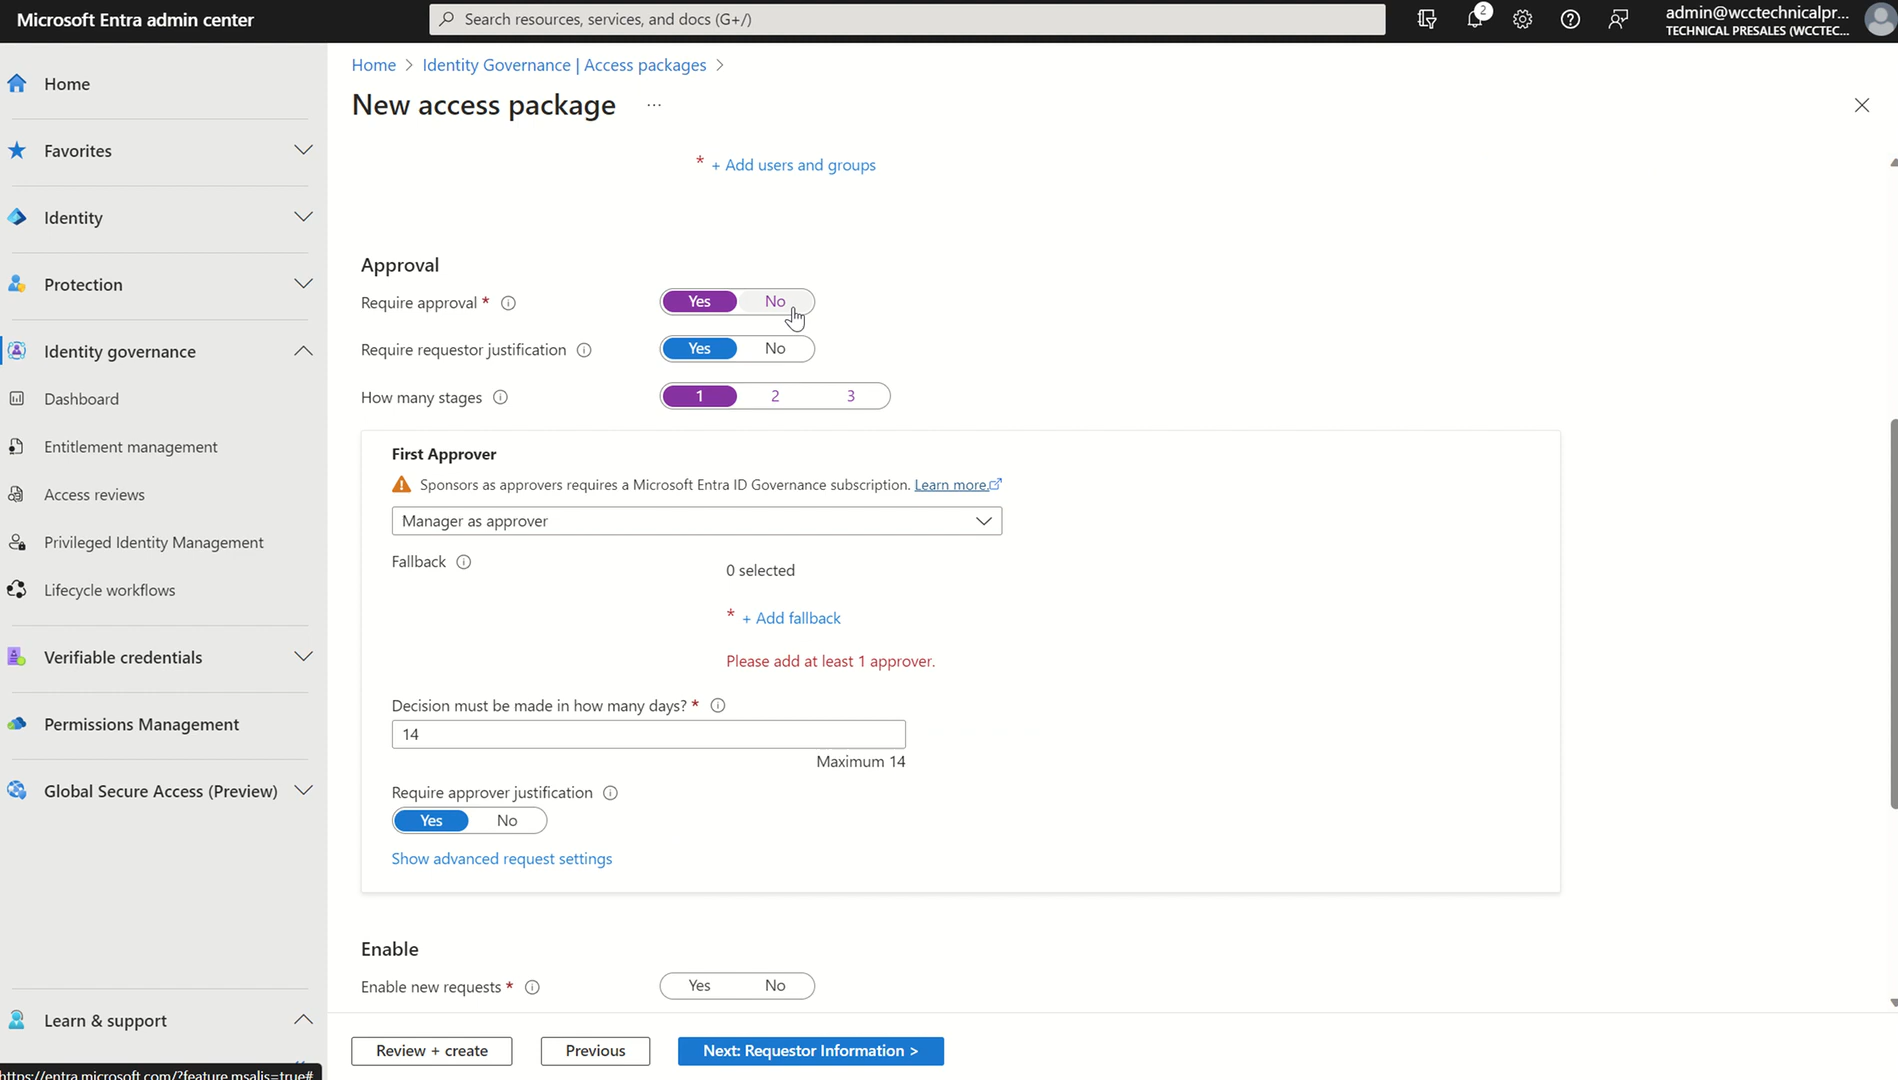 Microsoft Entra admin center
Search resources, services, and docs (G+/)
2
admin@wcctechnicalpr...
TECHNICAL PRESALES (WCCTEC...
Home
Favorites
Identity
Protection
Identity governance
Dashboard
Entitlement management
Access reviews
Privileged Identity Management
Lifecycle workflows
Verifiable credentials
Permissions Management
Global Secure Access (Preview)
Learn & support
https://entra.microsoft.com/?feature.msaljs=true#
Home > Identity Governance | Access packages >
New access package ...
* + Add users and groups
Approval
Require approval * Yes No
Require requestor justification Yes No
How many stages 1 2 3
First Approver
Sponsors as approvers requires a Microsoft Entra ID Governance subscription. Learn more.
Manager as approver
Fallback
0 selected
* + Add fallback
Please add at least 1 approver.
Decision must be made in how many days? *
14
Maximum 14
Require approver justification
Yes No
Show advanced request settings
Enable
Enable new requests * Yes No
Review + create
Previous
Next: Requestor Information >